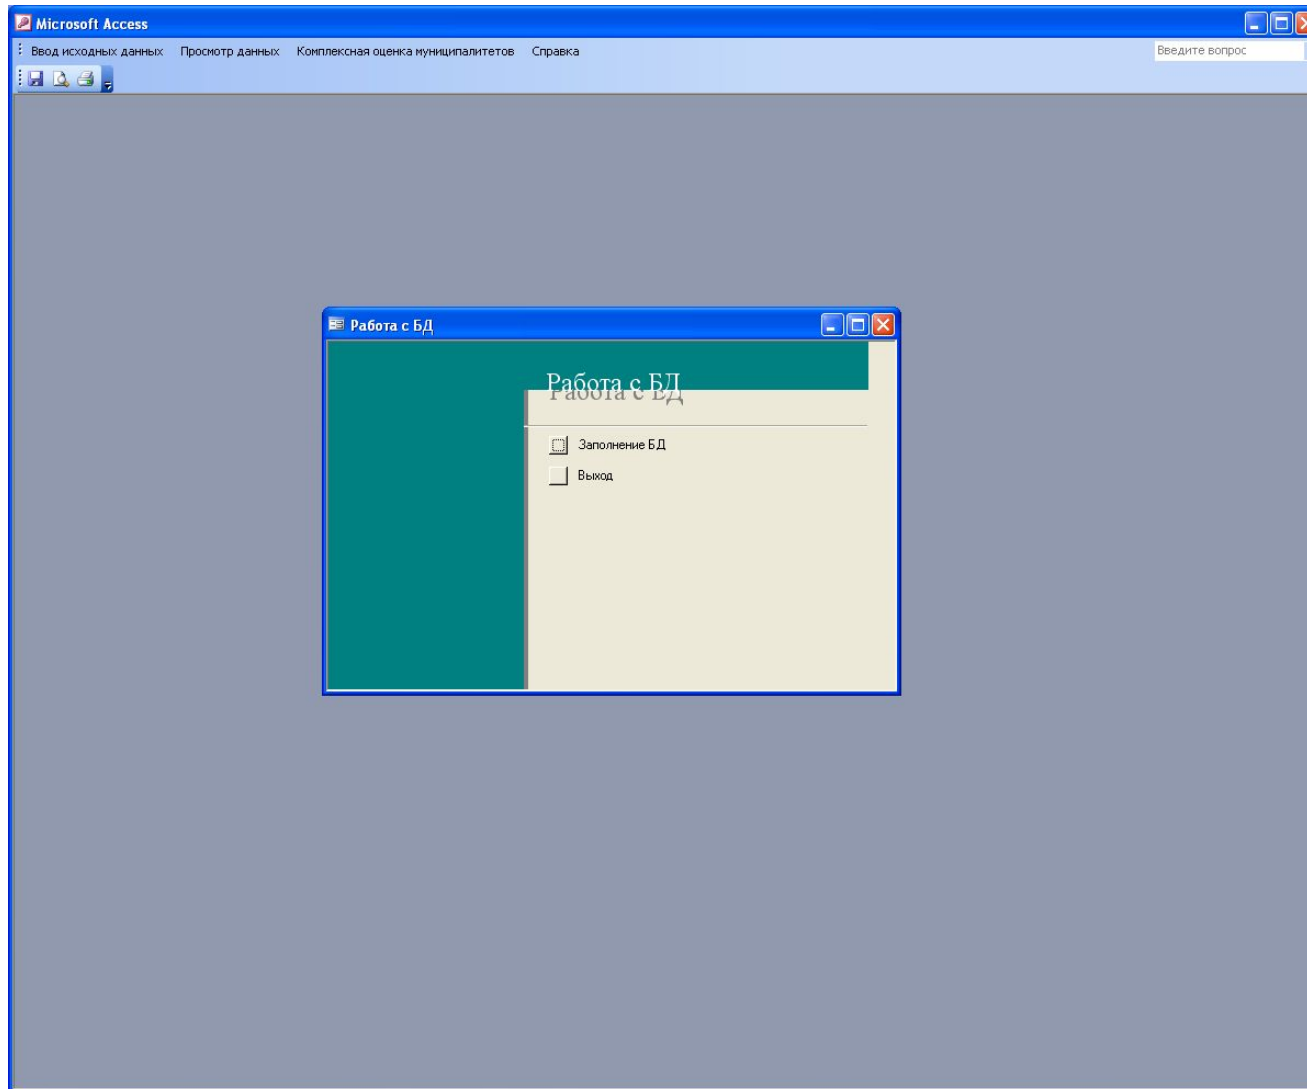 Microsoft Access
Ввод исходных данных Просмотр данных Комплексная оценка муниципалитетов Справка Введите вопрос
Работа с БД
Работа с БД
Заполнение БД
Выход